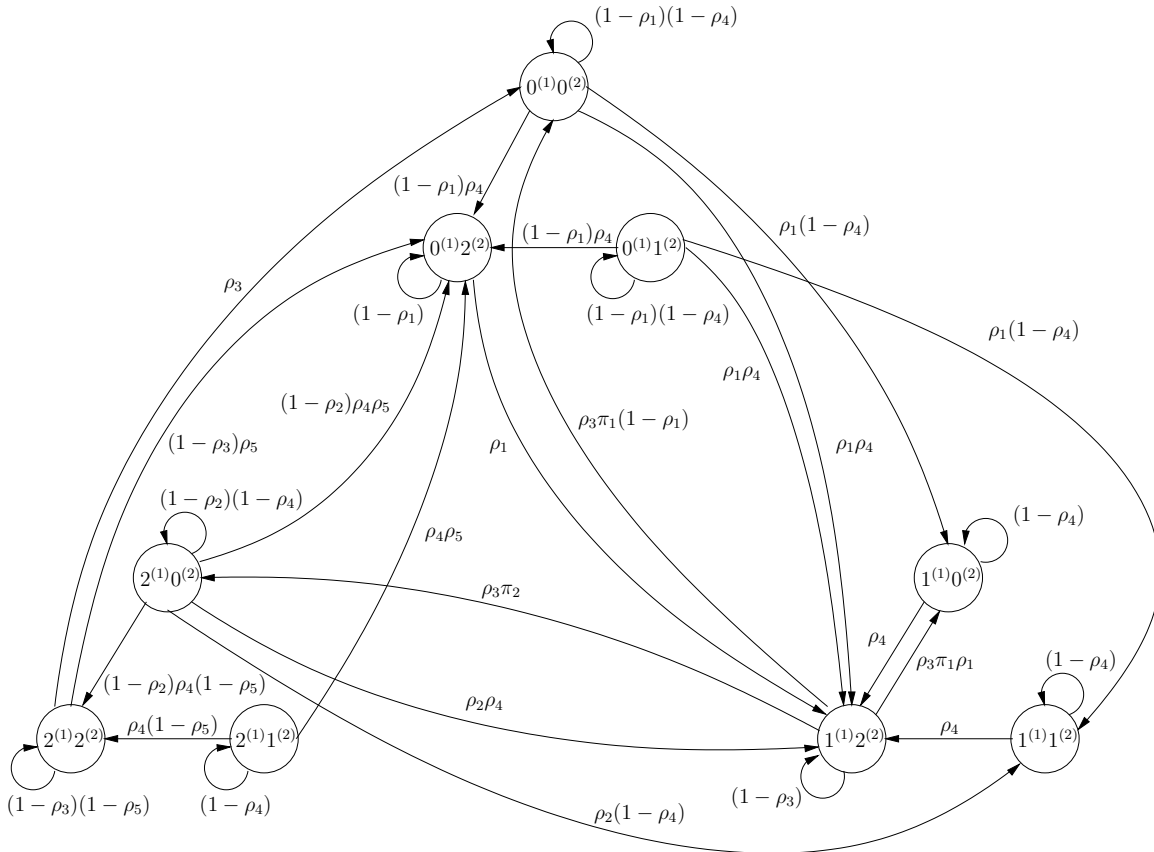 (1 − ρ₁)(1 − ρ₄)
0⁽¹⁾0⁽²⁾
(1 − ρ₁)ρ₄
ρ₁(1 − ρ₄)
0⁽¹⁾2⁽²⁾
(1 − ρ₁)ρ₄
0⁽¹⁾1⁽²⁾
ρ₃
(1 − ρ₁)
(1 − ρ₁)(1 − ρ₄)
ρ₁(1 − ρ₄)
ρ₁ρ₄
(1 − ρ₂)ρ₄ρ₅
ρ₃π₁(1 − ρ₁)
(1 − ρ₃)ρ₅
ρ₁
ρ₁ρ₄
(1 − ρ₂)(1 − ρ₄)
ρ₄ρ₅
(1 − ρ₄)
2⁽¹⁾0⁽²⁾
ρ₃π₂
1⁽¹⁾0⁽²⁾
ρ₄
ρ₃π₁ρ₁
(1 − ρ₄)
(1 − ρ₂)ρ₄(1 − ρ₅)
ρ₂ρ₄
2⁽¹⁾2⁽²⁾
ρ₄(1 − ρ₅)
2⁽¹⁾1⁽²⁾
1⁽¹⁾2⁽²⁾
ρ₄
1⁽¹⁾1⁽²⁾
(1 − ρ₃)(1 − ρ₅)
(1 − ρ₄)
(1 − ρ₃)
ρ₂(1 − ρ₄)